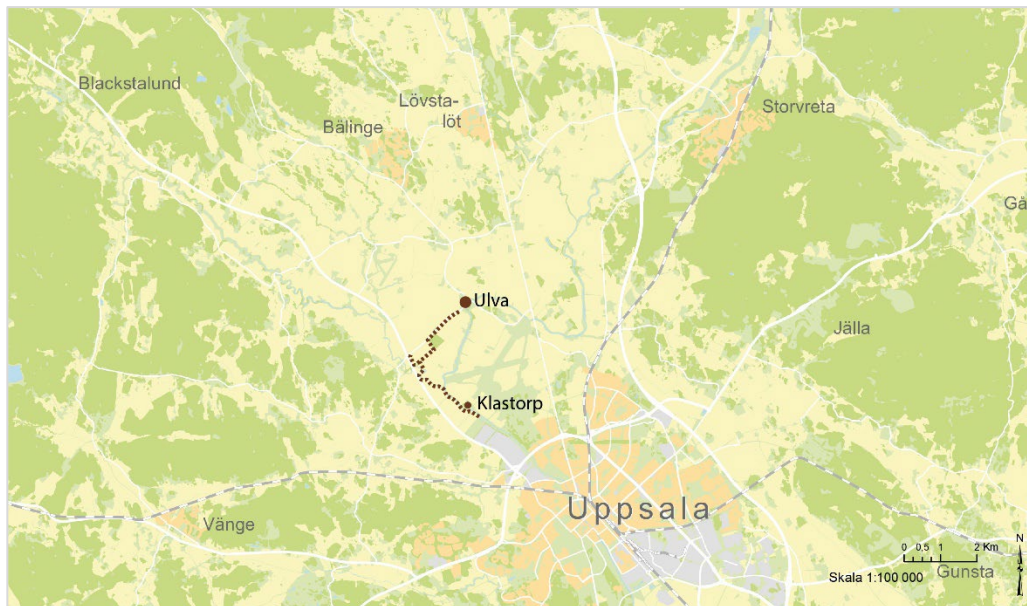 Blackstalund
Lövsta-
löt
Bälinge
Storvreta
Gå
Ulva
Jälla
Klastorp
Uppsala
Vänge
N
0 0,5 1 2 Km
Skala 1:100 000
Gunsta